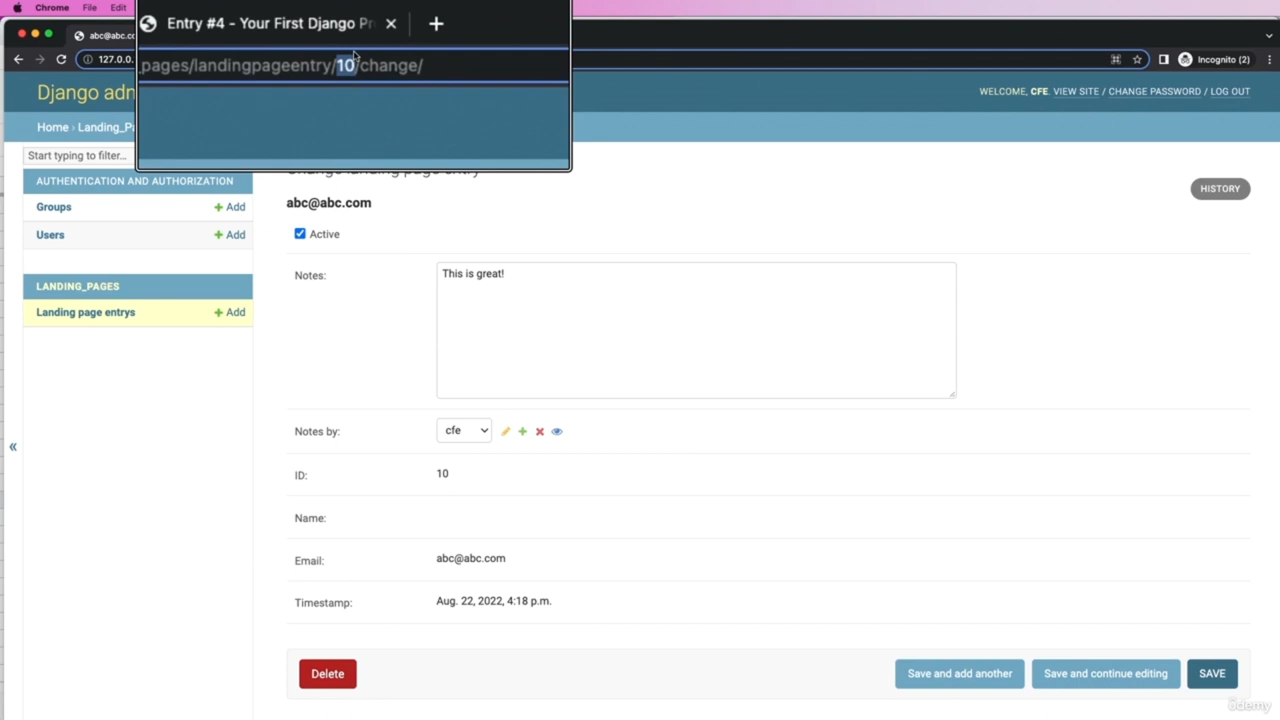 Chrome File Edit
Entry #4 - Your First Django Pr
abc@abc.co
127.0.0.
_pages/landingpageentry/10/change/
Incognito (2)
Django adm
WELCOME, CFE. VIEW SITE / CHANGE PASSWORD / LOG OUT
Home › Landing_Pa
Start typing to filter...
Change landing page entry
AUTHENTICATION AND AUTHORIZATION
HISTORY
abc@abc.com
Groups + Add
Active
Users + Add
Notes:
This is great!
LANDING_PAGES
Landing page entrys + Add
Notes by:
cfe
«
ID:
10
Name:
Email:
abc@abc.com
Timestamp:
Aug. 22, 2022, 4:18 p.m.
Delete
Save and add another
Save and continue editing
SAVE
ûdemy